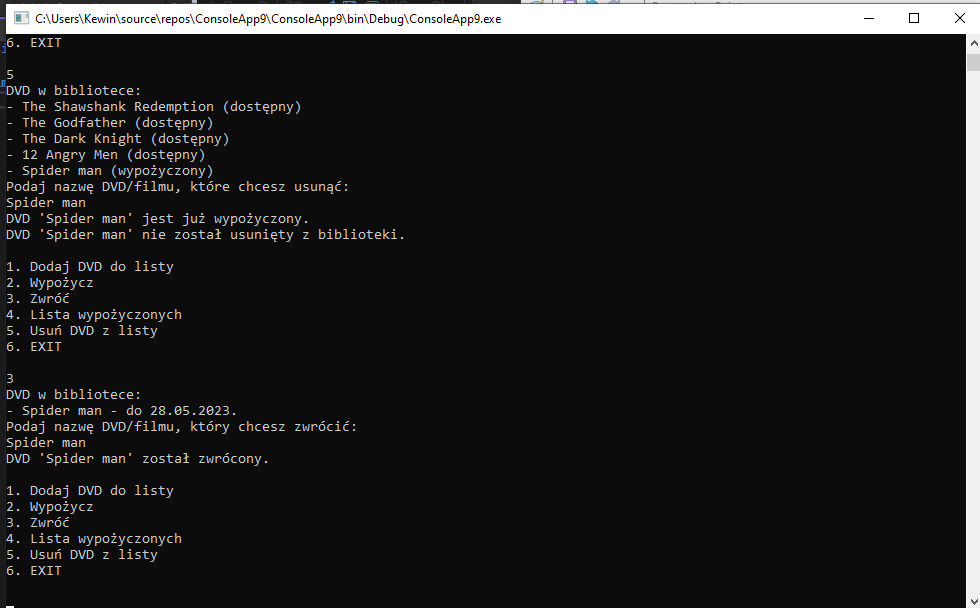 C:\Users\Kewin\source\repos\ConsoleApp9\ConsoleApp9\bin\Debug\ConsoleApp9.exe
6. EXIT
5
DVD w bibliotece:
- The Shawshank Redemption (dostępny)
- The Godfather (dostępny)
- The Dark Knight (dostępny)
- 12 Angry Men (dostępny)
- Spider man (wypożyczony)
Podaj nazwę DVD/filmu, które chcesz usunąć:
Spider man
DVD 'Spider man' jest już wypożyczony.
DVD 'Spider man' nie został usunięty z biblioteki.
1. Dodaj DVD do listy
2. Wypożycz
3. Zwróć
4. Lista wypożyczonych
5. Usuń DVD z listy
6. EXIT
3
DVD w bibliotece:
- Spider man - do 28.05.2023.
Podaj nazwę DVD/filmu, który chcesz zwrócić:
Spider man
DVD 'Spider man' został zwrócony.
1. Dodaj DVD do listy
2. Wypożycz
3. Zwróć
4. Lista wypożyczonych
5. Usuń DVD z listy
6. EXIT